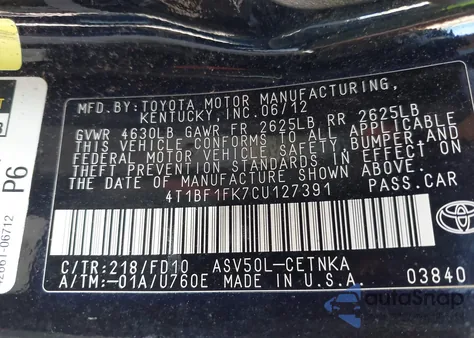 MFD. BY: TOYOTA MOTOR MANUFACTURING,
KENTUCKY, INC. 06/12
GVWR 4630LB GAWR FR 2625LB RR 2625LB
THIS VEHICLE CONFORMS TO ALL APPLICABLE
FEDERAL MOTOR VEHICLE SAFETY, BUMPER, AND
THEFT PREVENTION STANDARDS IN EFFECT ON
THE DATE OF MANUFACTURE SHOWN ABOVE.
4T1BF1FK7CU127391 PASS.CAR
C/TR:218/FD10 ASV50L-CETNKA
A/TM:-01A/U760E MADE IN U.S.A. 03840
P6
42661-06712
autoSnap